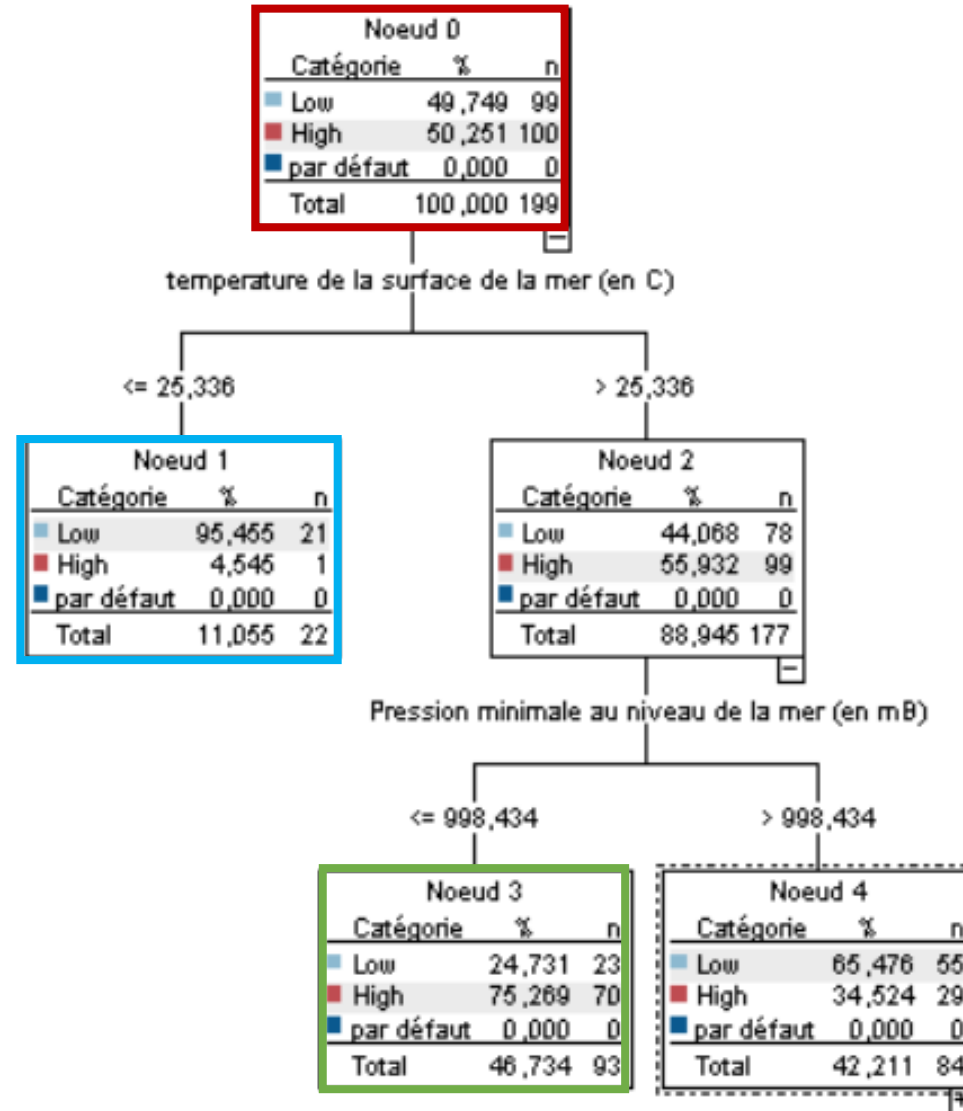 Noeud 0
Catégorie % n
Low 49,749 99
High 50,251 100
par défaut 0,000 0
Total 100,000 199
temperature de la surface de la mer (en C)
<= 25,336
> 25,336
Noeud 1
Catégorie % n
Low 95,455 21
High 4,545 1
par défaut 0,000 0
Total 11,055 22
Noeud 2
Catégorie % n
Low 44,068 78
High 55,932 99
par défaut 0,000 0
Total 88,945 177
Pression minimale au niveau de la mer (en mB)
<= 998,434
> 998,434
Noeud 3
Catégorie % n
Low 24,731 23
High 75,269 70
par défaut 0,000 0
Total 46,734 93
Noeud 4
Catégorie % n
Low 65,476 55
High 34,524 29
par défaut 0,000 0
Total 42,211 84